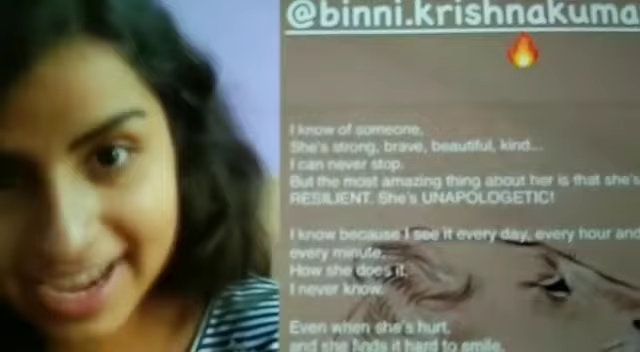 @binni.krishnakuma
I know of someone.
She's strong, brave, beautiful, kind...
I can never stop.
But the most amazing thing about her is that she's
RESILIENT. She's UNAPOLOGETIC!
I know because I see it every day, every hour and
every minute.
How she does it.
I never know.
Even when she's hurt,
and she finds it hard to smile.